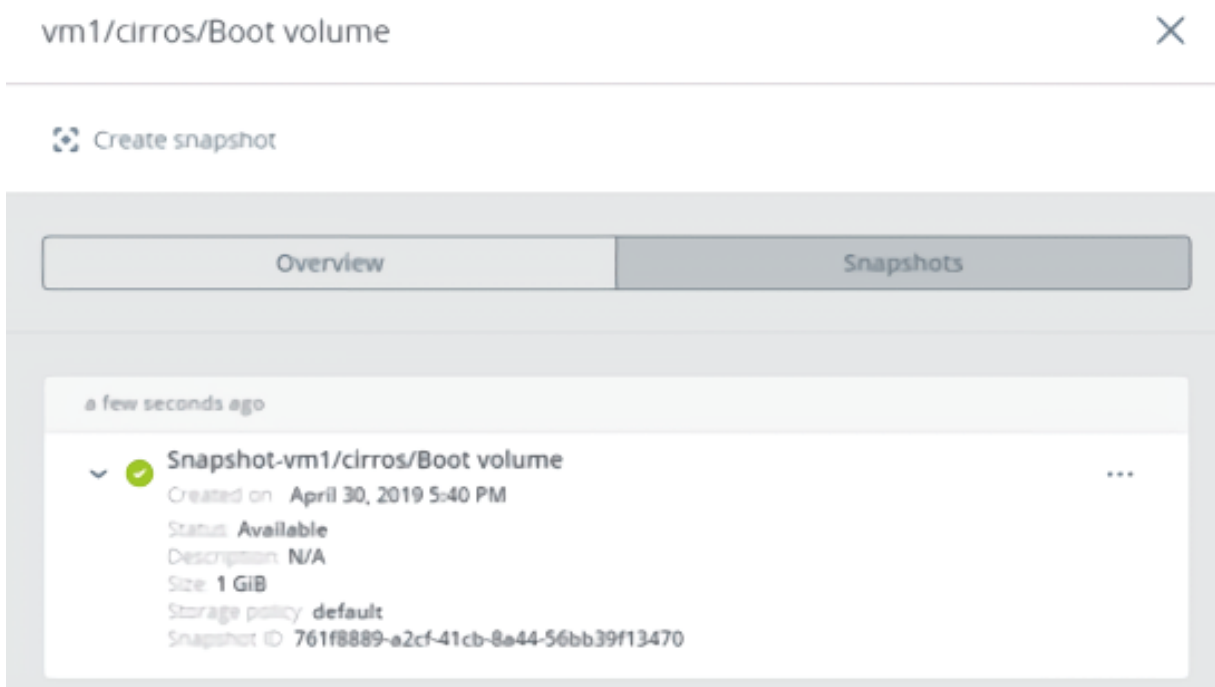 vm1/cirros/Boot volume
Create snapshot
Overview
Snapshots
a few seconds ago
Snapshot-vm1/cirros/Boot volume
Created on April 30, 2019 5:40 PM
Status Available
Description N/A
Size 1 GiB
Storage policy default
Snapshot ID 761f8889-a2cf-41cb-8a44-56bb39f13470